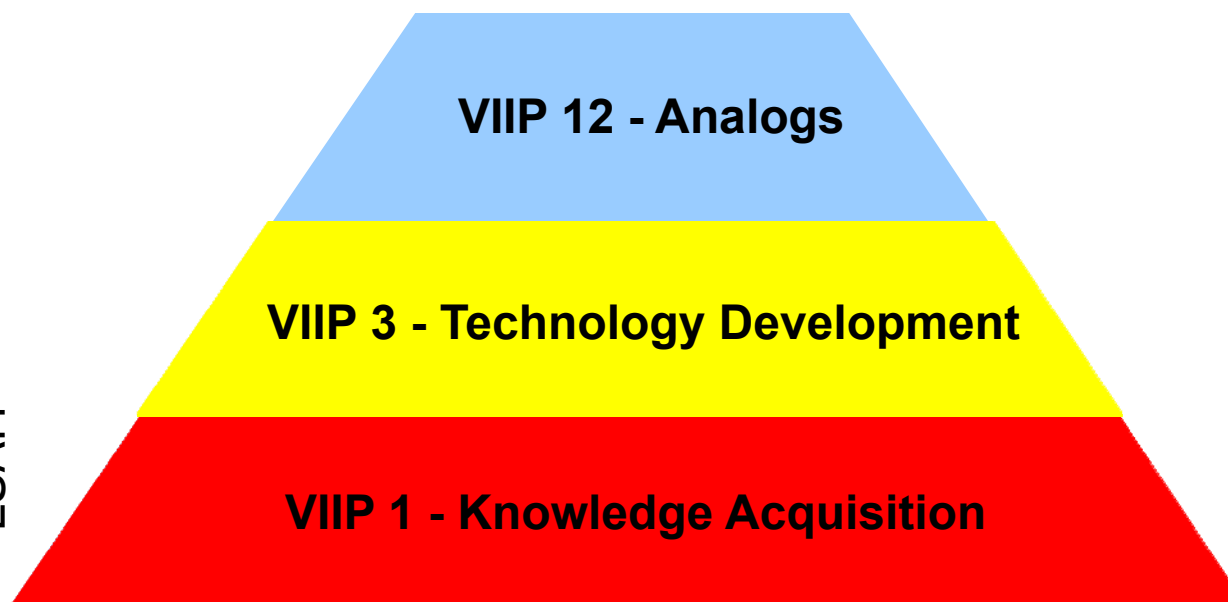 VIIP 12 - Analogs
VIIP 3 - Technology Development
VIIP 1 - Knowledge Acquisition